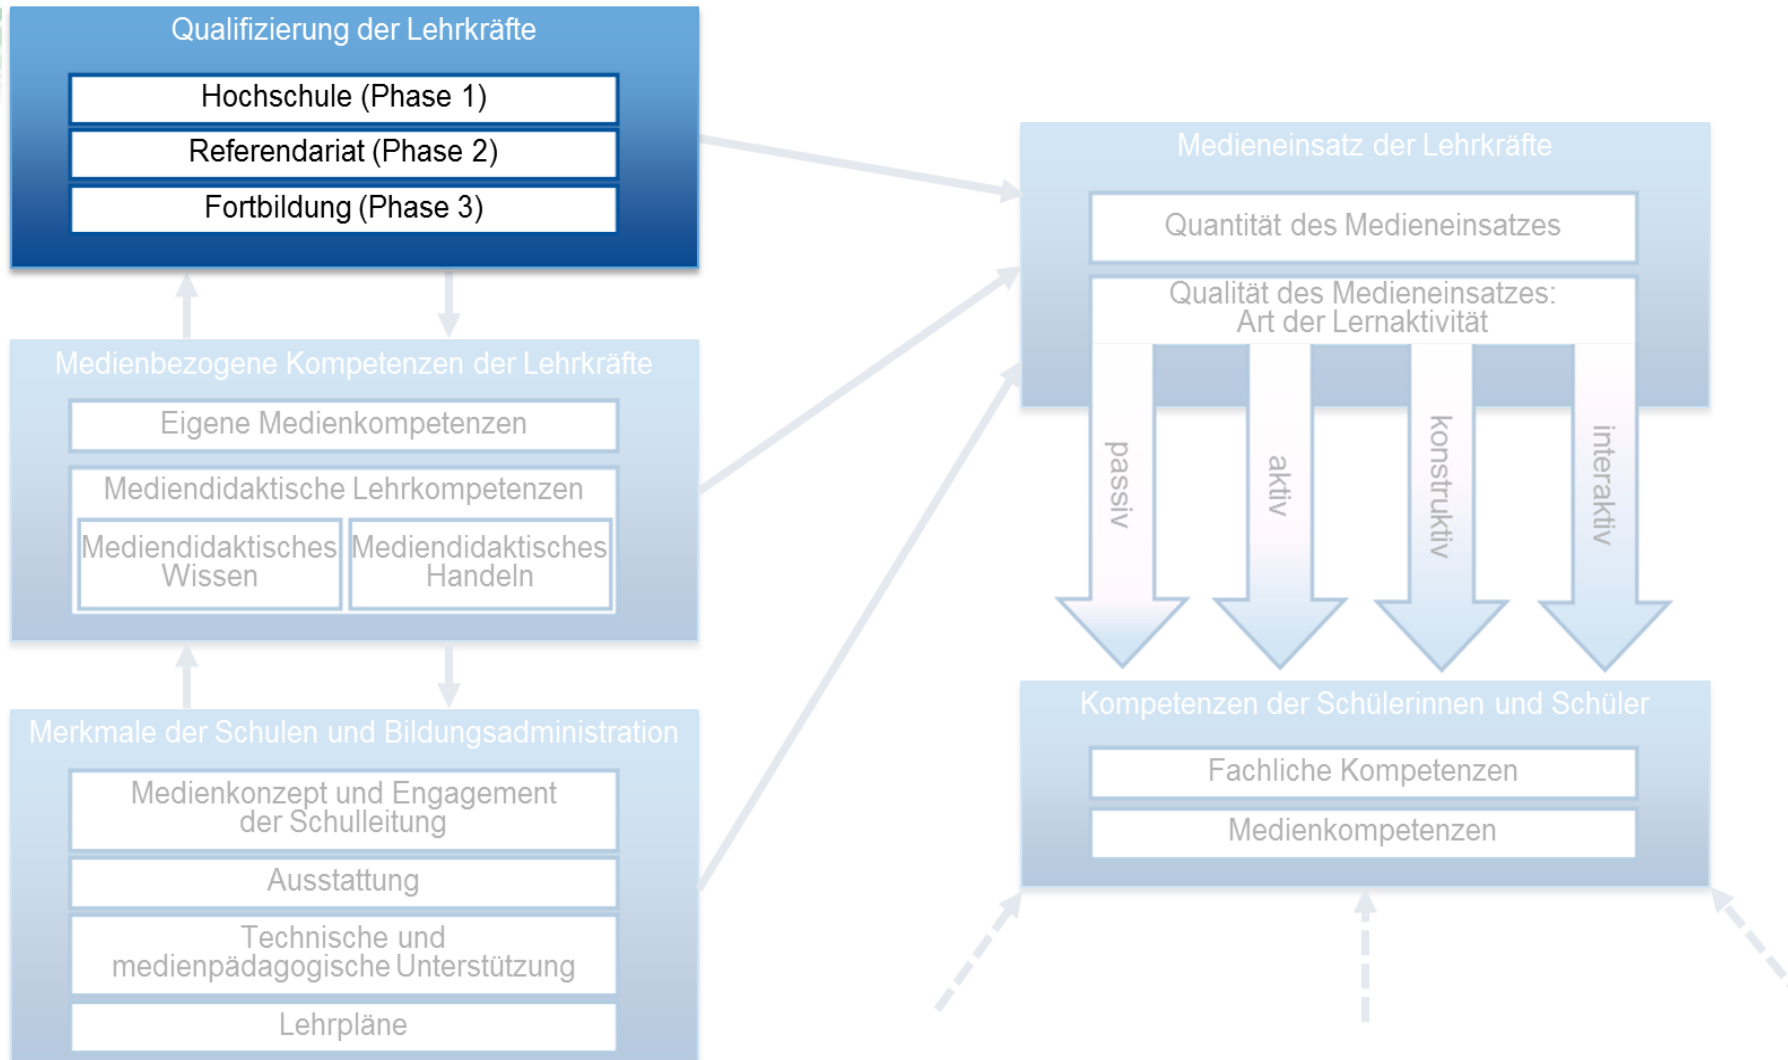 Qualifizierung der Lehrkräfte
Hochschule (Phase 1)
Referendariat (Phase 2)
Fortbildung (Phase 3)
Medienbezogene Kompetenzen der Lehrkräfte
Eigene Medienkompetenzen
Mediendidaktische Lehrkompetenzen
Mediendidaktisches
Wissen
Mediendidaktisches
Handeln
Merkmale der Schulen und Bildungsadministration
Medienkonzept und Engagement
der Schulleitung
Ausstattung
Technische und
medienpädagogische Unterstützung
Lehrpläne
Medieneinsatz der Lehrkräfte
Quantität des Medieneinsatzes
Qualität des Medieneinsatzes:
Art der Lernaktivität
passiv
aktiv
konstruktiv
interaktiv
Kompetenzen der Schülerinnen und Schüler
Fachliche Kompetenzen
Medienkompetenzen